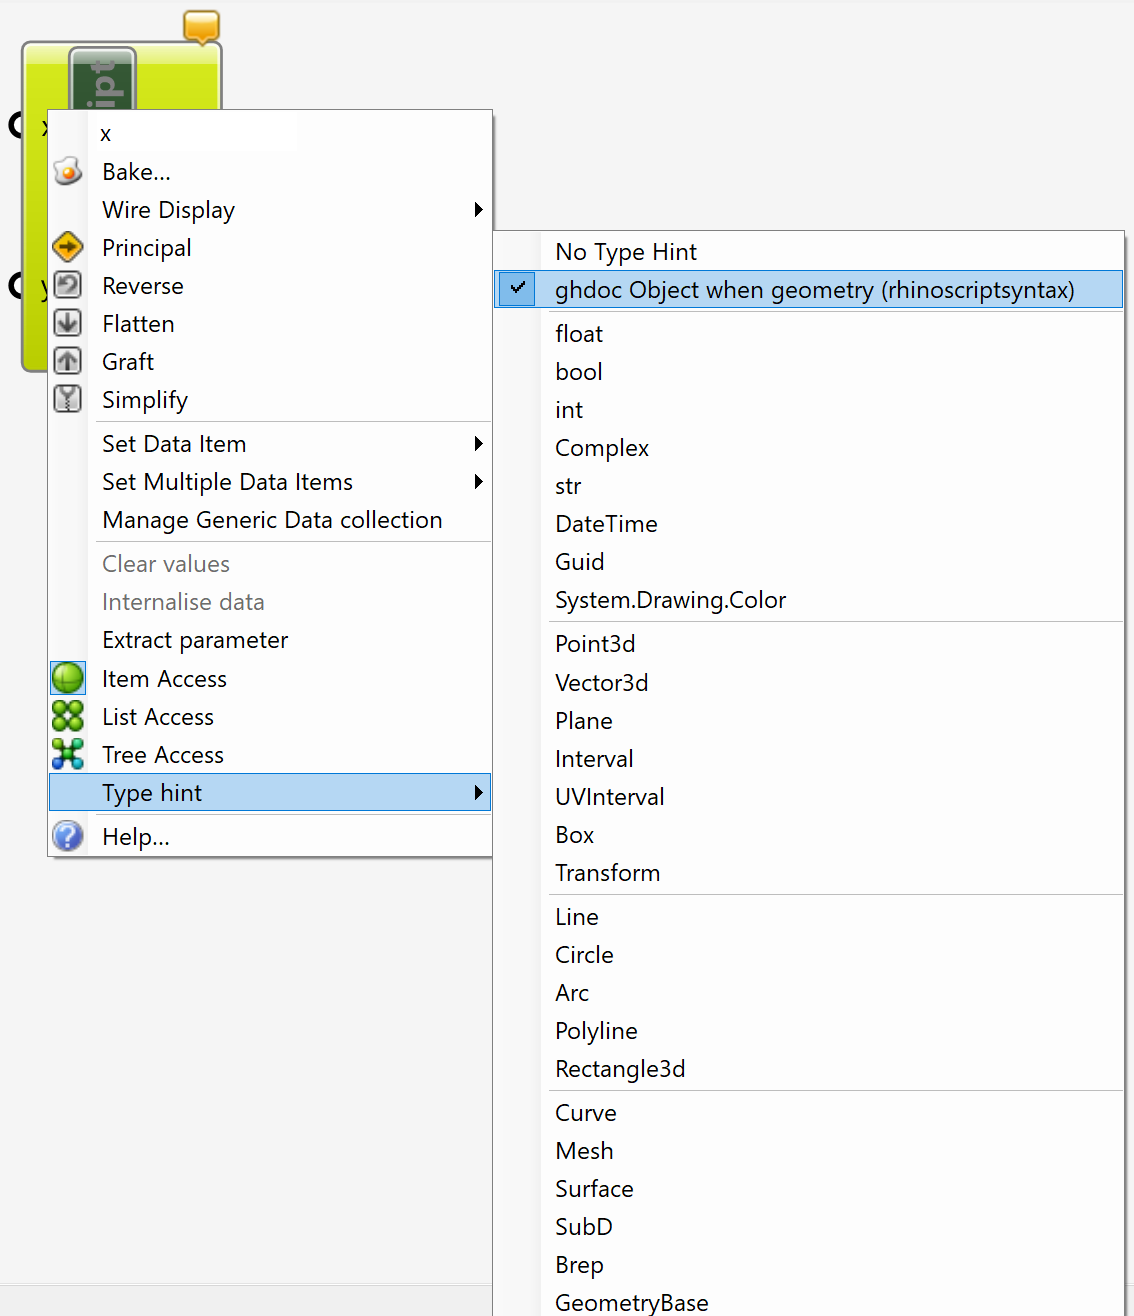 ipt
x
y
x
Bake...
Wire Display
Principal
Reverse
Flatten
Graft
Simplify
Set Data Item
Set Multiple Data Items
Manage Generic Data collection
Clear values
Internalise data
Extract parameter
Item Access
List Access
Tree Access
Type hint
Help...
No Type Hint
ghdoc Object when geometry (rhinoscriptsyntax)
float
bool
int
Complex
str
DateTime
Guid
System.Drawing.Color
Point3d
Vector3d
Plane
Interval
UVInterval
Box
Transform
Line
Circle
Arc
Polyline
Rectangle3d
Curve
Mesh
Surface
SubD
Brep
GeometryBase